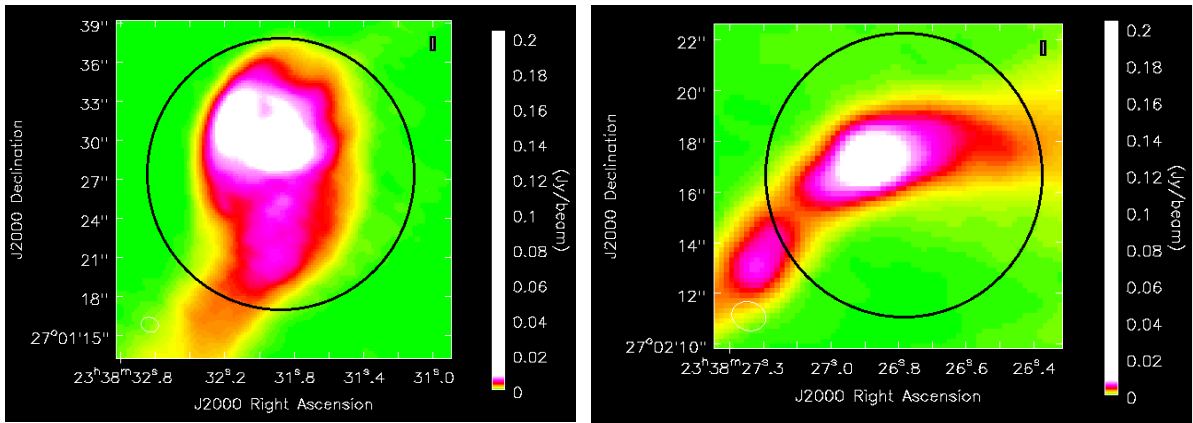 39"
36"
33"
30"
27"
24"
21"
18"
27°01'15"
J2000 Declination
23ʰ38ᵐ32ˢ.8
32ˢ.2
31ˢ.8
31ˢ.4
31ˢ.0
J2000 Right Ascension
0.2
0.18
0.16
0.14
0.12
0.1
0.08
0.06
0.04
0.02
0
(Jy/beam)
I
22"
20"
18"
16"
14"
12"
27°02'10"
J2000 Declination
23ʰ38ᵐ27ˢ.3
27ˢ.0
26ˢ.8
26ˢ.6
26ˢ.4
J2000 Right Ascension
0.2
0.18
0.16
0.14
0.12
0.1
0.08
0.06
0.04
0.02
0
(Jy/beam)
I